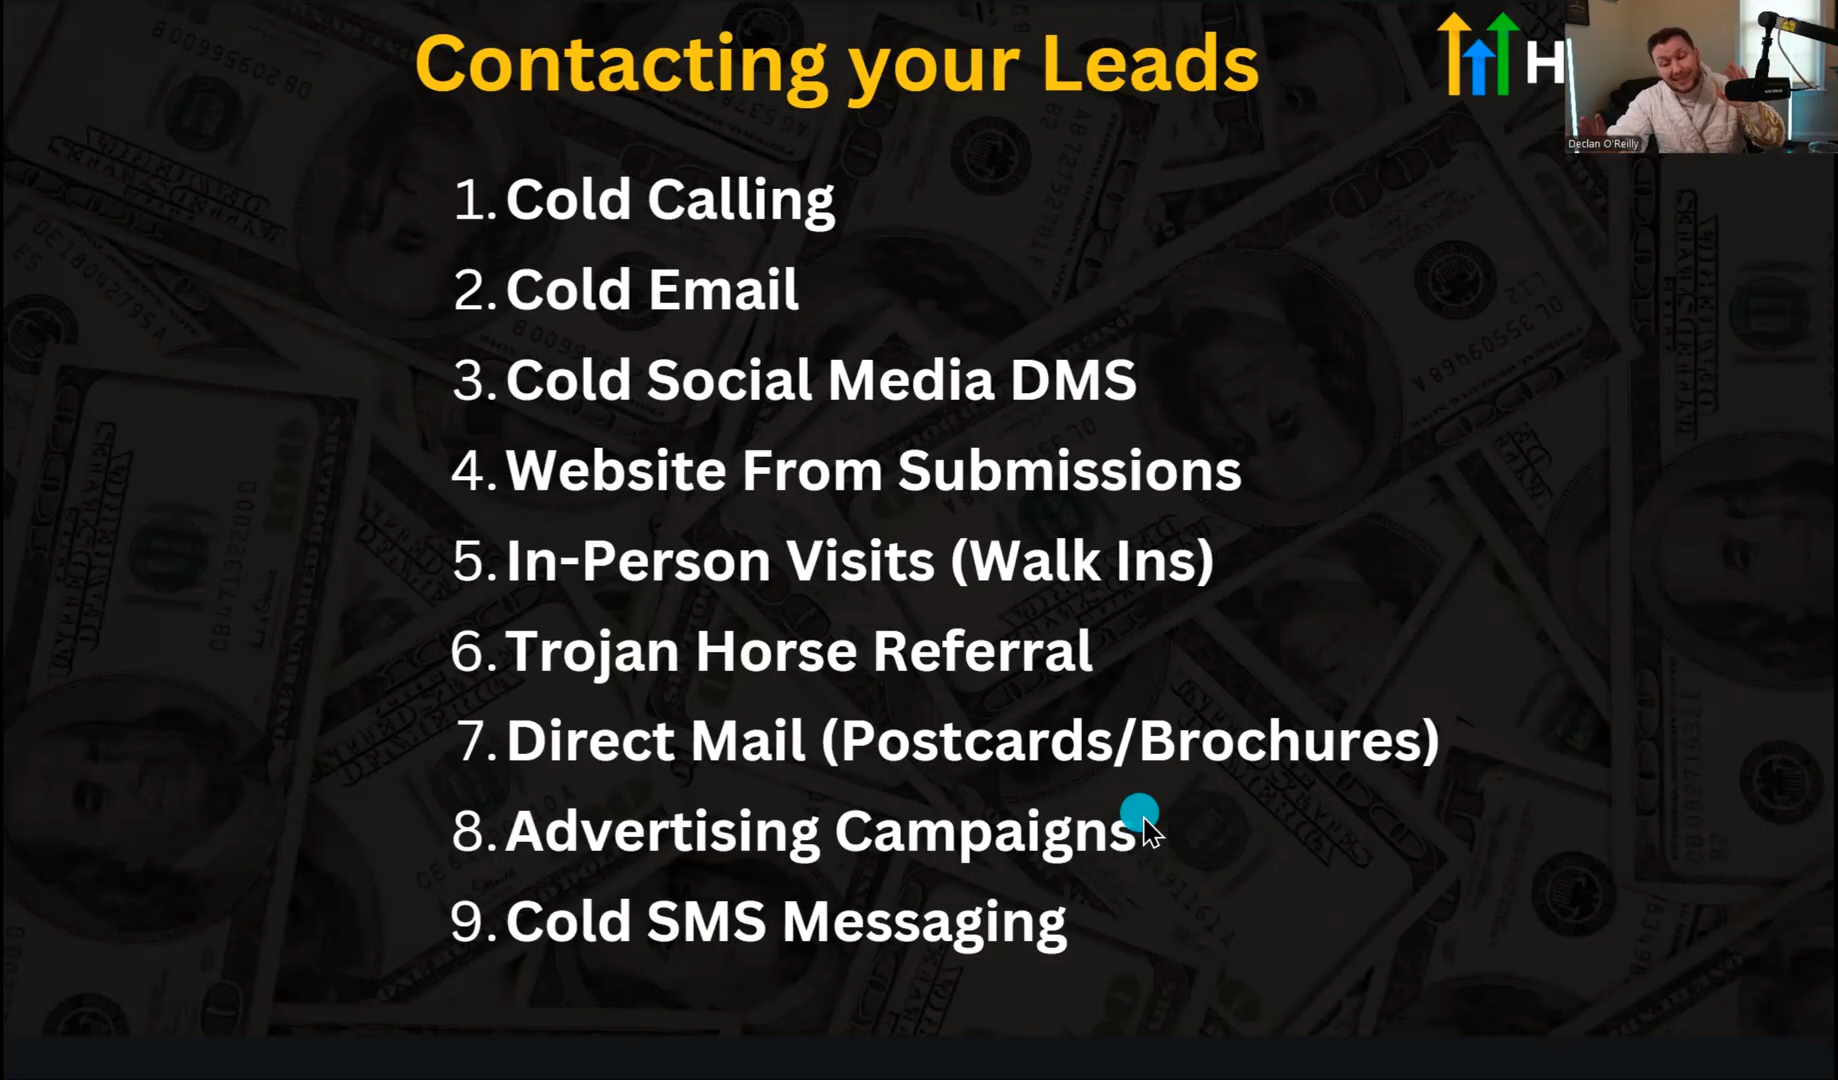 Contacting your Leads
H
Declan O'Reilly
1. Cold Calling
2. Cold Email
3. Cold Social Media DMS
4. Website From Submissions
5. In-Person Visits (Walk Ins)
6. Trojan Horse Referral
7. Direct Mail (Postcards/Brochures)
8. Advertising Campaigns
9. Cold SMS Messaging